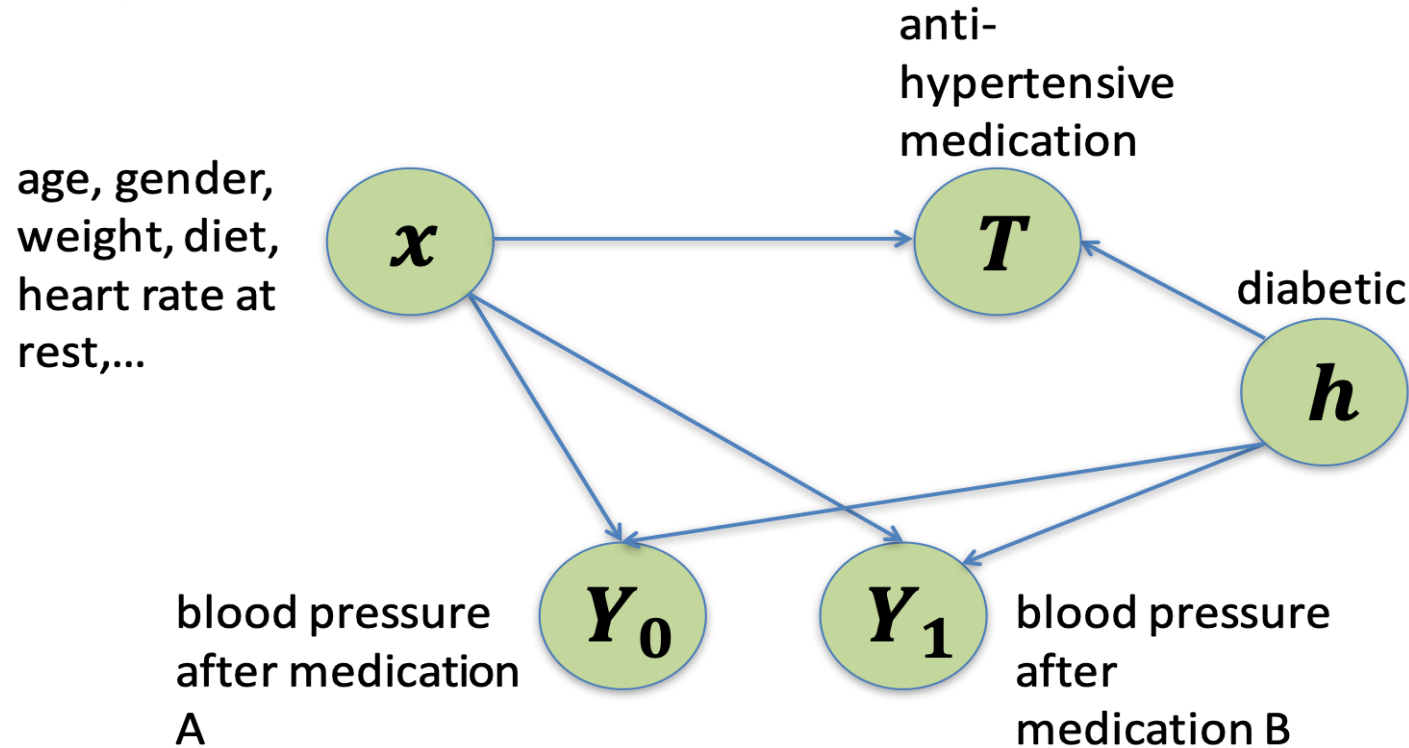 anti-
hypertensive
medication
age, gender,
weight, diet,
heart rate at
rest,...
x
T
diabetic
h
Y₀
Y₁
blood pressure
after medication
A
blood pressure
after
medication B